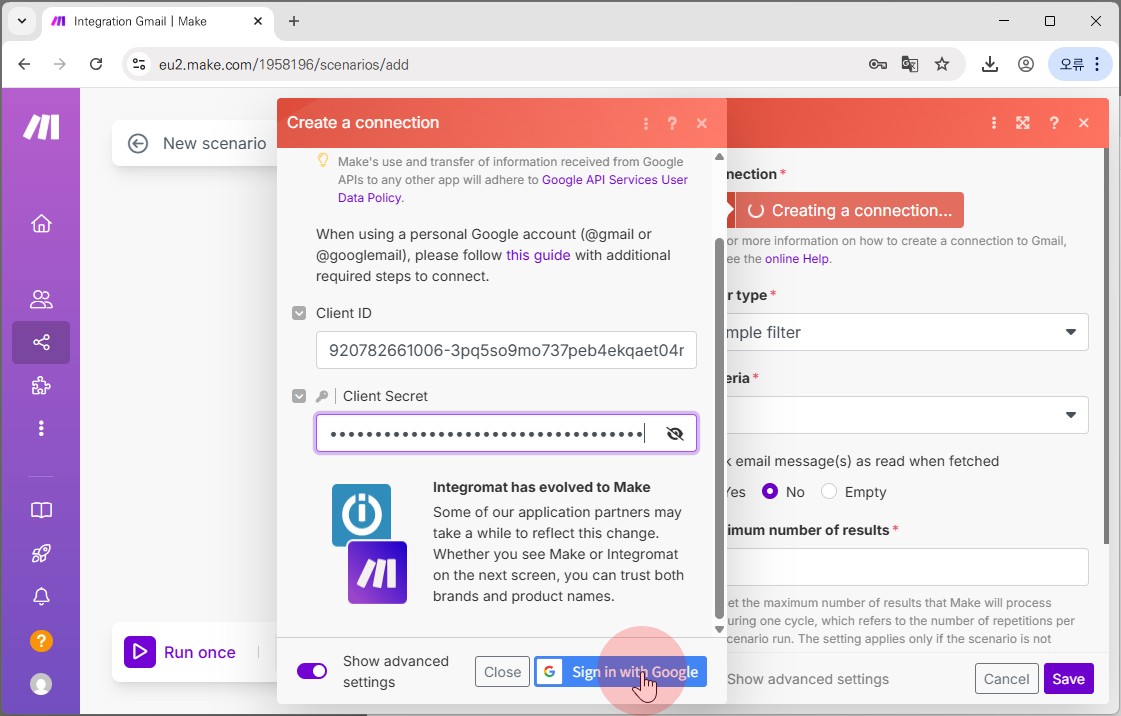 Integration Gmail | Make
eu2.make.com/1958196/scenarios/add
오류
New scenario
Create a connection
Make's use and transfer of information received from Google
APIs to any other app will adhere to Google API Services User
Data Policy.
When using a personal Google account (@gmail or
@googlemail), please follow this guide with additional
required steps to connect.
Client ID
920782661006-3pq5so9mo737peb4ekqaet04r
Client Secret
Integromat has evolved to Make
Some of our application partners may
take a while to reflect this change.
Whether you see Make or Integromat
on the next screen, you can trust both
brands and product names.
Show advanced
settings
Close
Sign in with Google
nnection *
Creating a connection...
or more information on how to create a connection to Gmail,
ee the online Help.
r type *
mple filter
eria *
k email message(s) as read when fetched
Yes
No
Empty
imum number of results *
et the maximum number of results that Make will process
uring one cycle, which refers to the number of repetitions per
cenario run. The setting applies only if the scenario is not
Show advanced settings
Cancel
Save
Run once